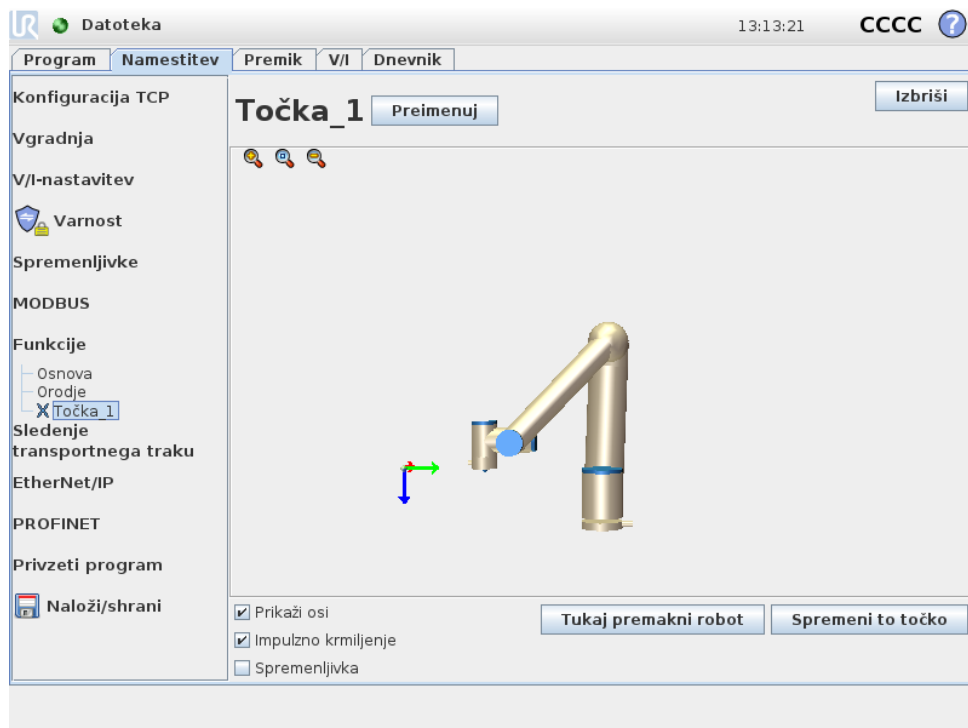 UR Datoteka 13:13:21 CCCC ?
Program Namestitev Premik V/I Dnevnik
Konfiguracija TCP
Vgradnja
V/I-nastavitev
Varnost
Spremenljivke
MODBUS
Funkcije
Osnova
Orodje
Točka_1
Sledenje
transportnega traku
EtherNet/IP
PROFINET
Privzeti program
Naloži/shrani
Točka_1 Preimenuj Izbriši
Prikaži osi
Impulzno krmiljenje
Spremenljivka
Tukaj premakni robot Spremeni to točko